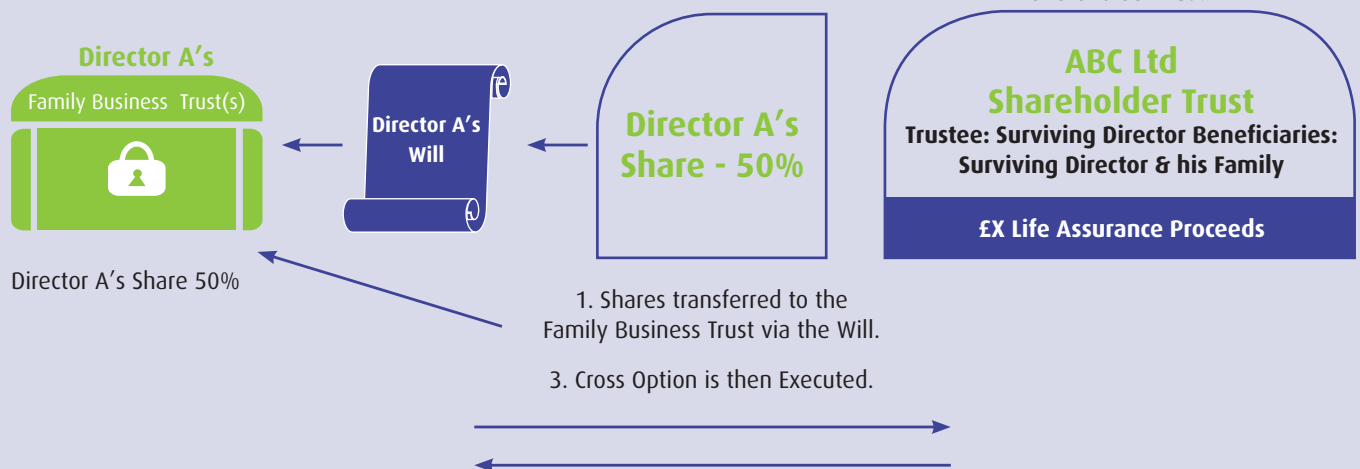 Director A's
Family Business Trust(s)
Director A's Share 50%
Director A's
Will
Director A's
Share - 50%
ABC Ltd
Shareholder Trust
Trustee: Surviving Director Beneficiaries:
Surviving Director & his Family
£X Life Assurance Proceeds
1. Shares transferred to the
Family Business Trust via the Will.
3. Cross Option is then Executed.